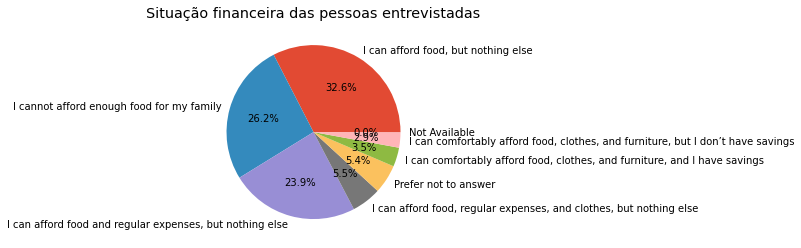 Situação financeira das pessoas entrevistadas
I can afford food, but nothing else
32.6%
I cannot afford enough food for my family
26.2%
23.9%
I can afford food and regular expenses, but nothing else
5.5%
I can afford food, regular expenses, and clothes, but nothing else
5.4%
Prefer not to answer
3.5%
I can comfortably afford food, clothes, and furniture, and I have savings
2.9%
I can comfortably afford food, clothes, and furniture, but I don’t have savings
0.0%
Not Available